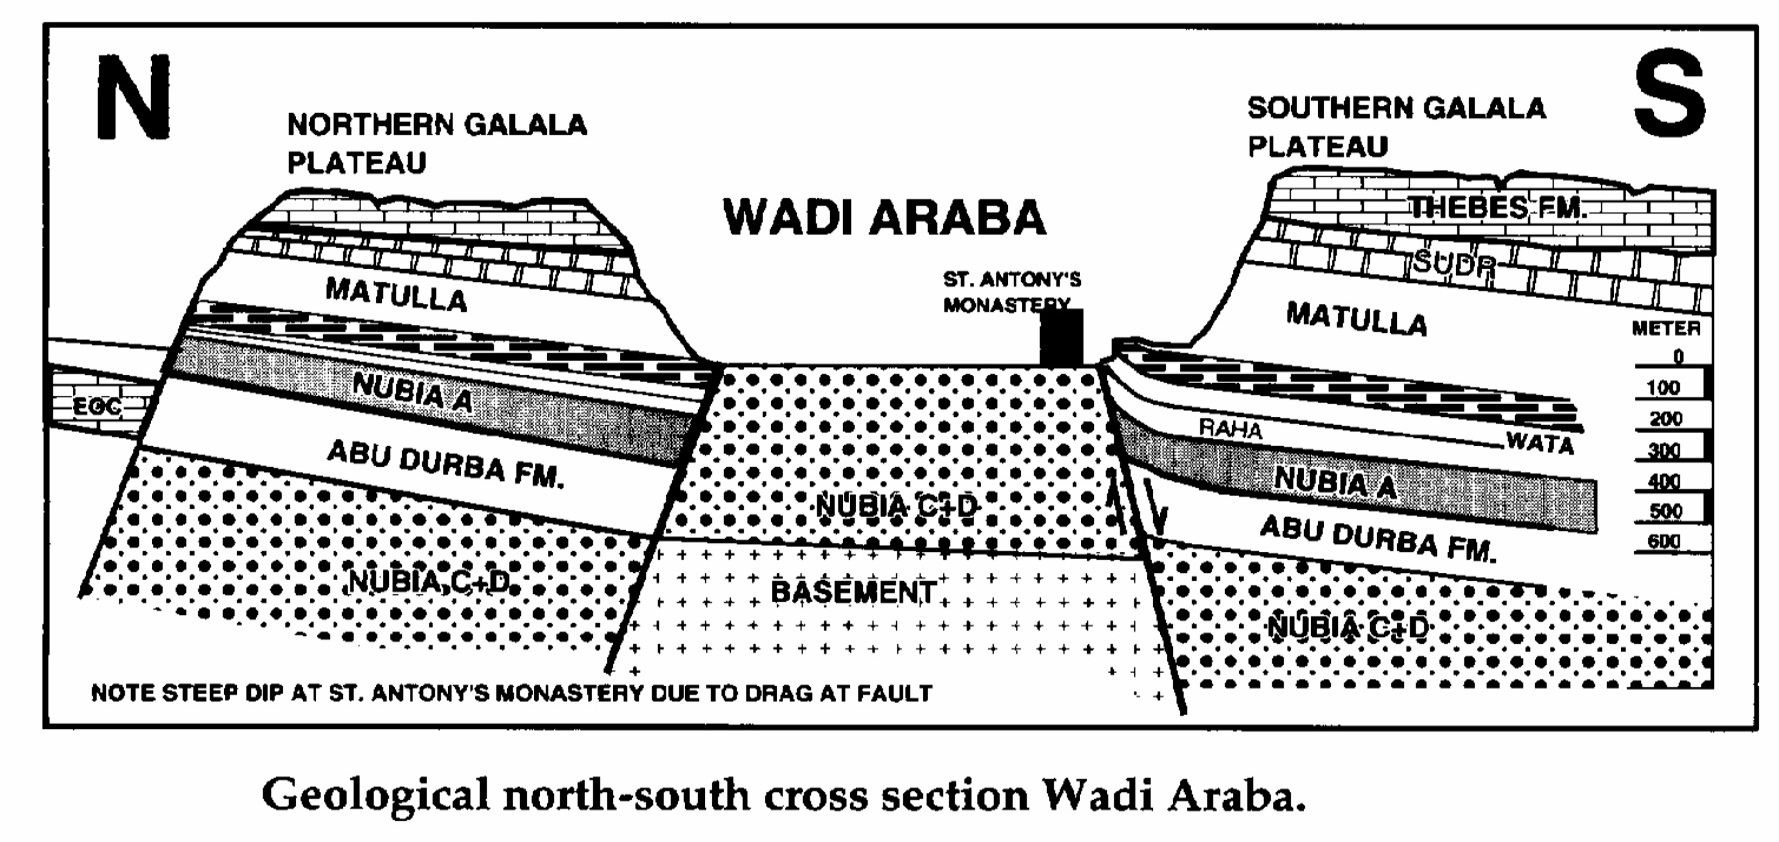 N
S
NORTHERN GALALA
PLATEAU
SOUTHERN GALALA
PLATEAU
WADI ARABA
THEBES FM.
SUDR
ST. ANTONY'S
MONASTERY
MATULLA
MATULLA
METER
0
100
200
300
400
500
600
EOC
NUBIA A
RAHA
WATA
ABU DURBA FM.
NUBIA A
NUBIA C+D
ABU DURBA FM.
NUBIA C+D
BASEMENT
NUBIA C+D
NOTE STEEP DIP AT ST. ANTONY'S MONASTERY DUE TO DRAG AT FAULT
Geological north-south cross section Wadi Araba.